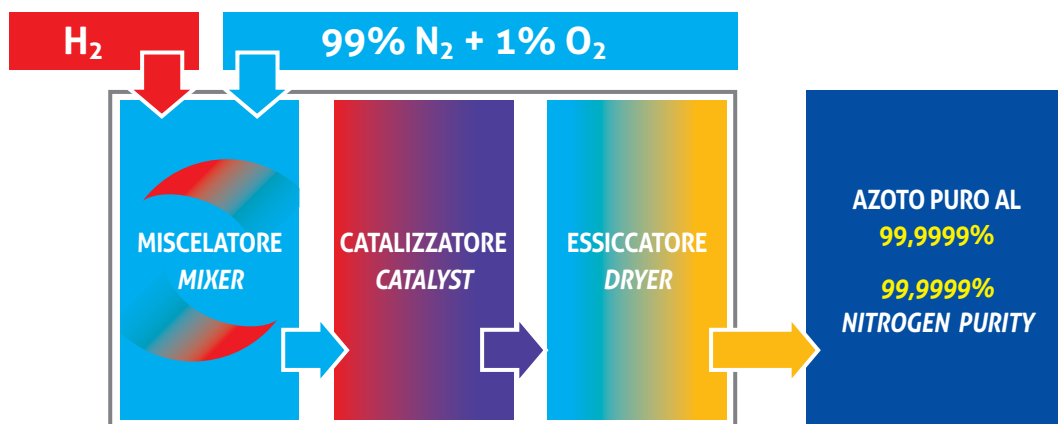 H₂
99% N₂ + 1% O₂
MISCELATORE
MIXER
CATALIZZATORE
CATALYST
ESSICCATORE
DRYER
AZOTO PURO AL
99,9999%
99,9999%
NITROGEN PURITY